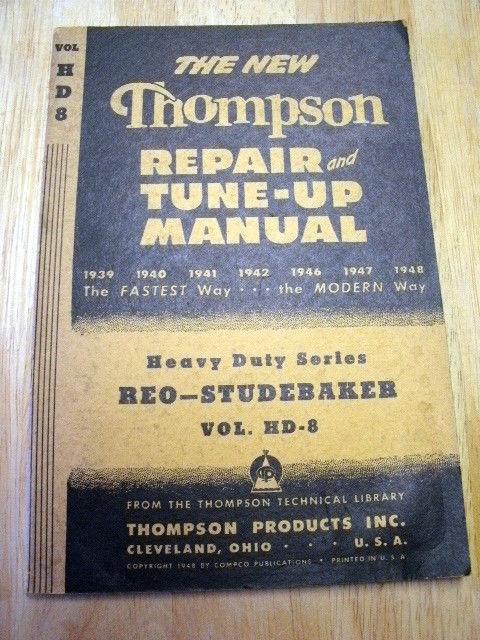 VOL
H
D
8
THE NEW
Thompson
REPAIR and
TUNE-UP
MANUAL
1939 1940 1941 1942 1946 1947 1948
The FASTEST Way . . . the MODERN Way
Heavy Duty Series
REO—STUDEBAKER
VOL. HD-8
TP
FROM THE THOMPSON TECHNICAL LIBRARY
THOMPSON PRODUCTS INC.
CLEVELAND, OHIO . . . U. S. A.
COPYRIGHT 1948 BY COMPCO PUBLICATIONS • PRINTED IN U. S. A